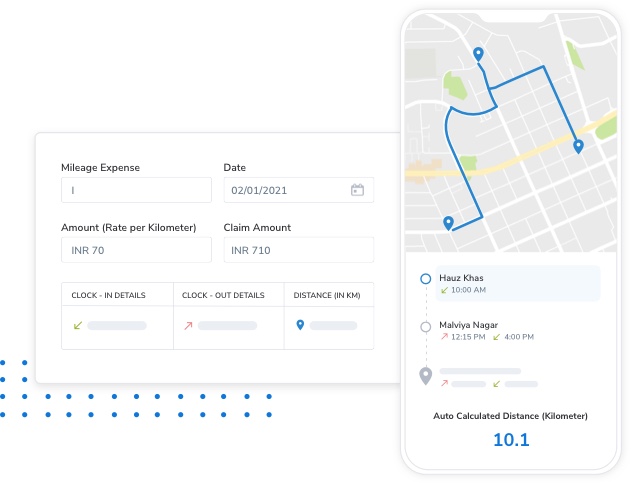 Mileage Expense
Date
I
02/01/2021
Amount (Rate per Kilometer)
Claim Amount
INR 70
INR 710
CLOCK - IN DETAILS
CLOCK - OUT DETAILS
DISTANCE (IN KM)
Hauz Khas
10:00 AM
Malviya Nagar
12:15 PM 4:00 PM
Auto Calculated Distance (Kilometer)
10.1